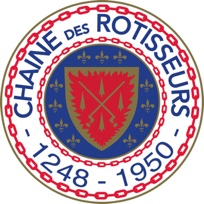 CHAINE DES ROTISSEURS
- 1248 - 1950 -